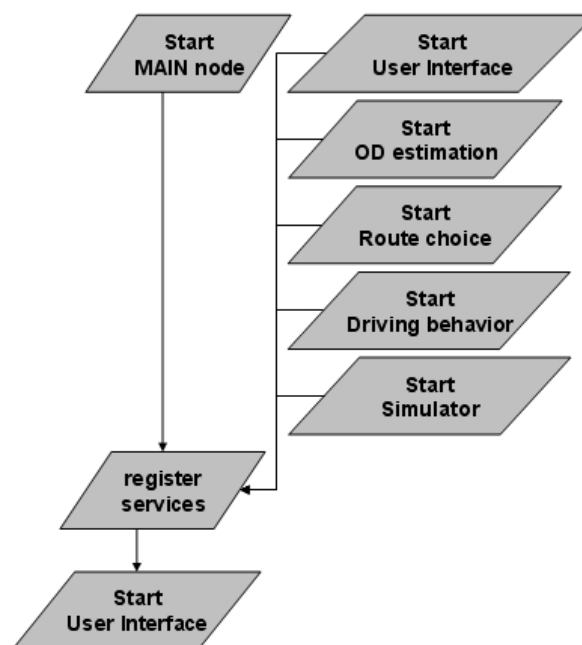 Start
MAIN node
Start
User Interface
Start
OD estimation
Start
Route choice
Start
Driving behavior
Start
Simulator
register
services
Start
User Interface